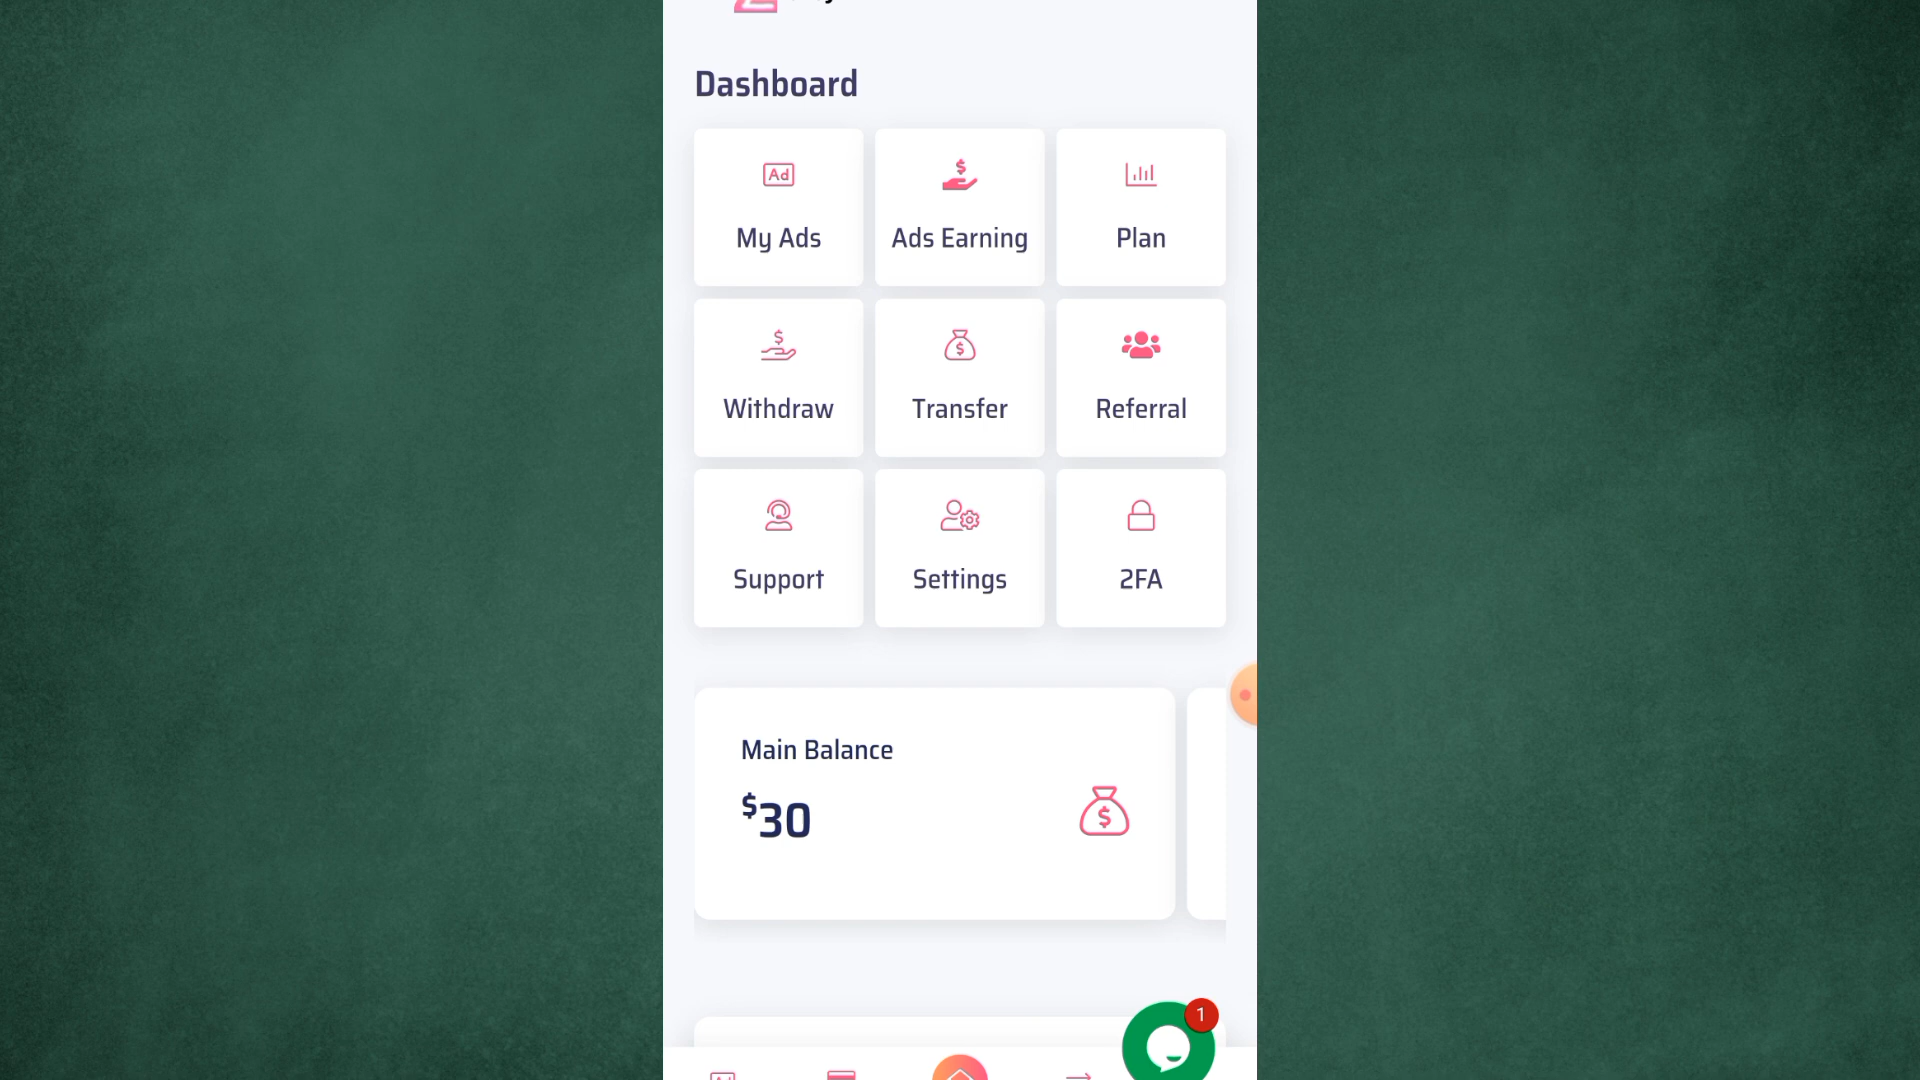 Dashboard
Ad
$
My Ads
Ads Earning
Plan
$
$
Withdraw
Transfer
Referral
Support
Settings
2FA
Main Balance
$30
$
1